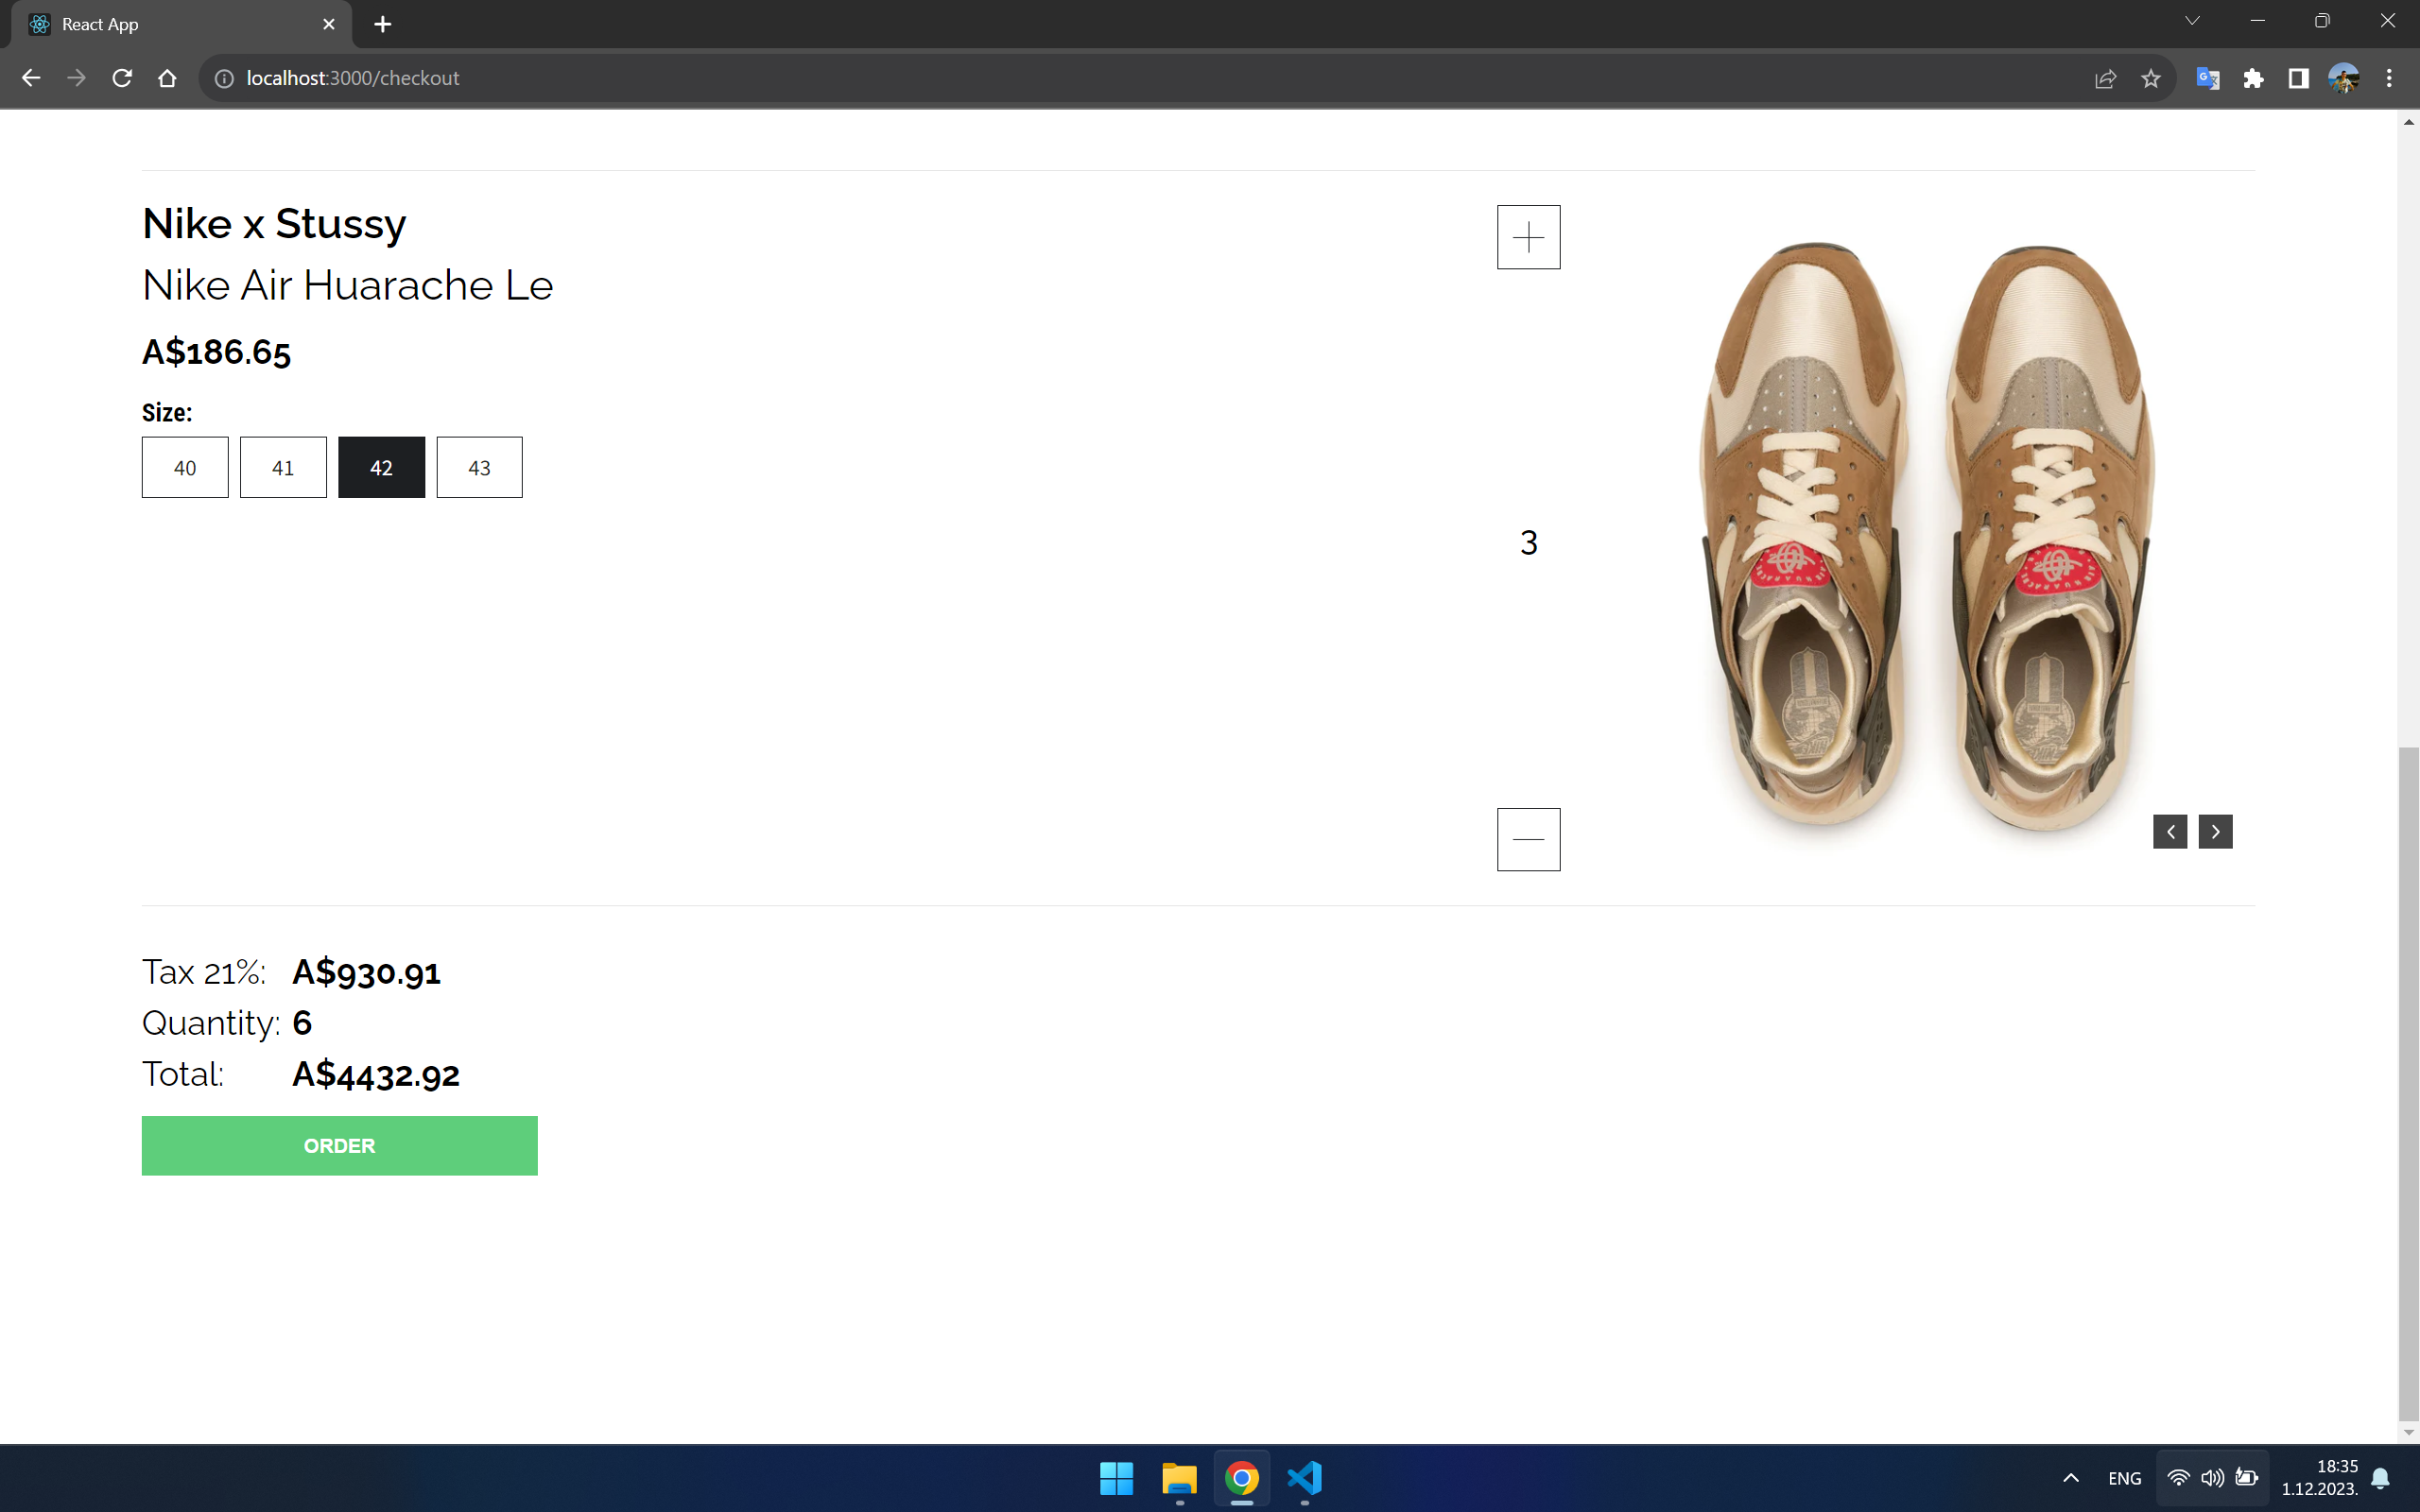 React App
localhost:3000/checkout
Nike x Stussy
Nike Air Huarache Le
A$186.65
Size:
40 41 42 43
3
Tax 21%: A$930.91
Quantity: 6
Total: A$4432.92
ORDER
ENG
18:35
1.12.2023.